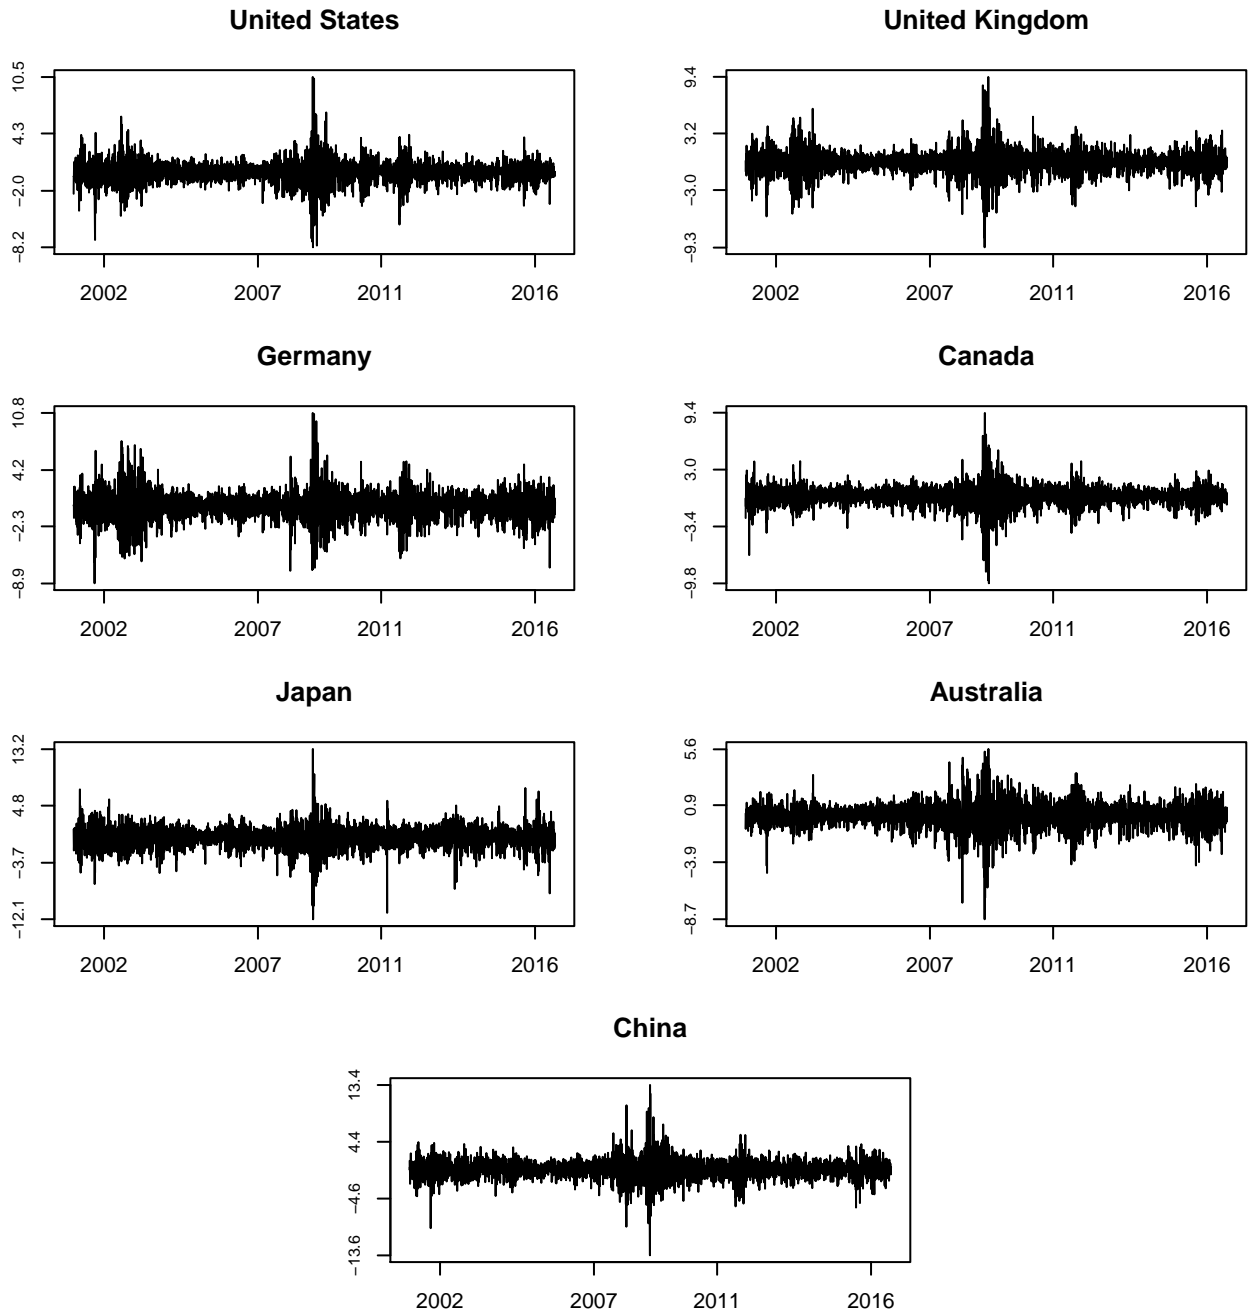 United States
10.5
4.3
−2.0
−8.2
2002 2007 2011 2016
United Kingdom
9.4
3.2
−3.0
−9.3
2002 2007 2011 2016
Germany
10.8
4.2
−2.3
−8.9
2002 2007 2011 2016
Canada
9.4
3.0
−3.4
−9.8
2002 2007 2011 2016
Japan
13.2
4.8
−3.7
−12.1
2002 2007 2011 2016
Australia
5.6
0.9
−3.9
−8.7
2002 2007 2011 2016
China
13.4
4.4
−4.6
−13.6
2002 2007 2011 2016